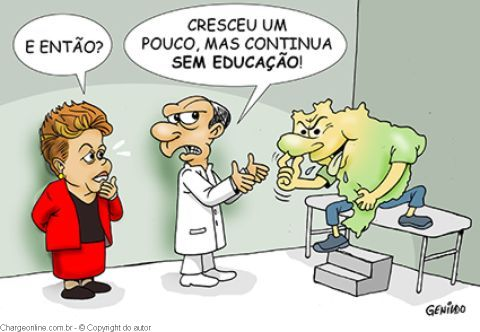 E ENTÃO?
CRESCEU UM
POUCO, MAS CONTINUA
SEM EDUCAÇÃO!
GENILDO
Chargeonline.com.br - © Copyright do autor